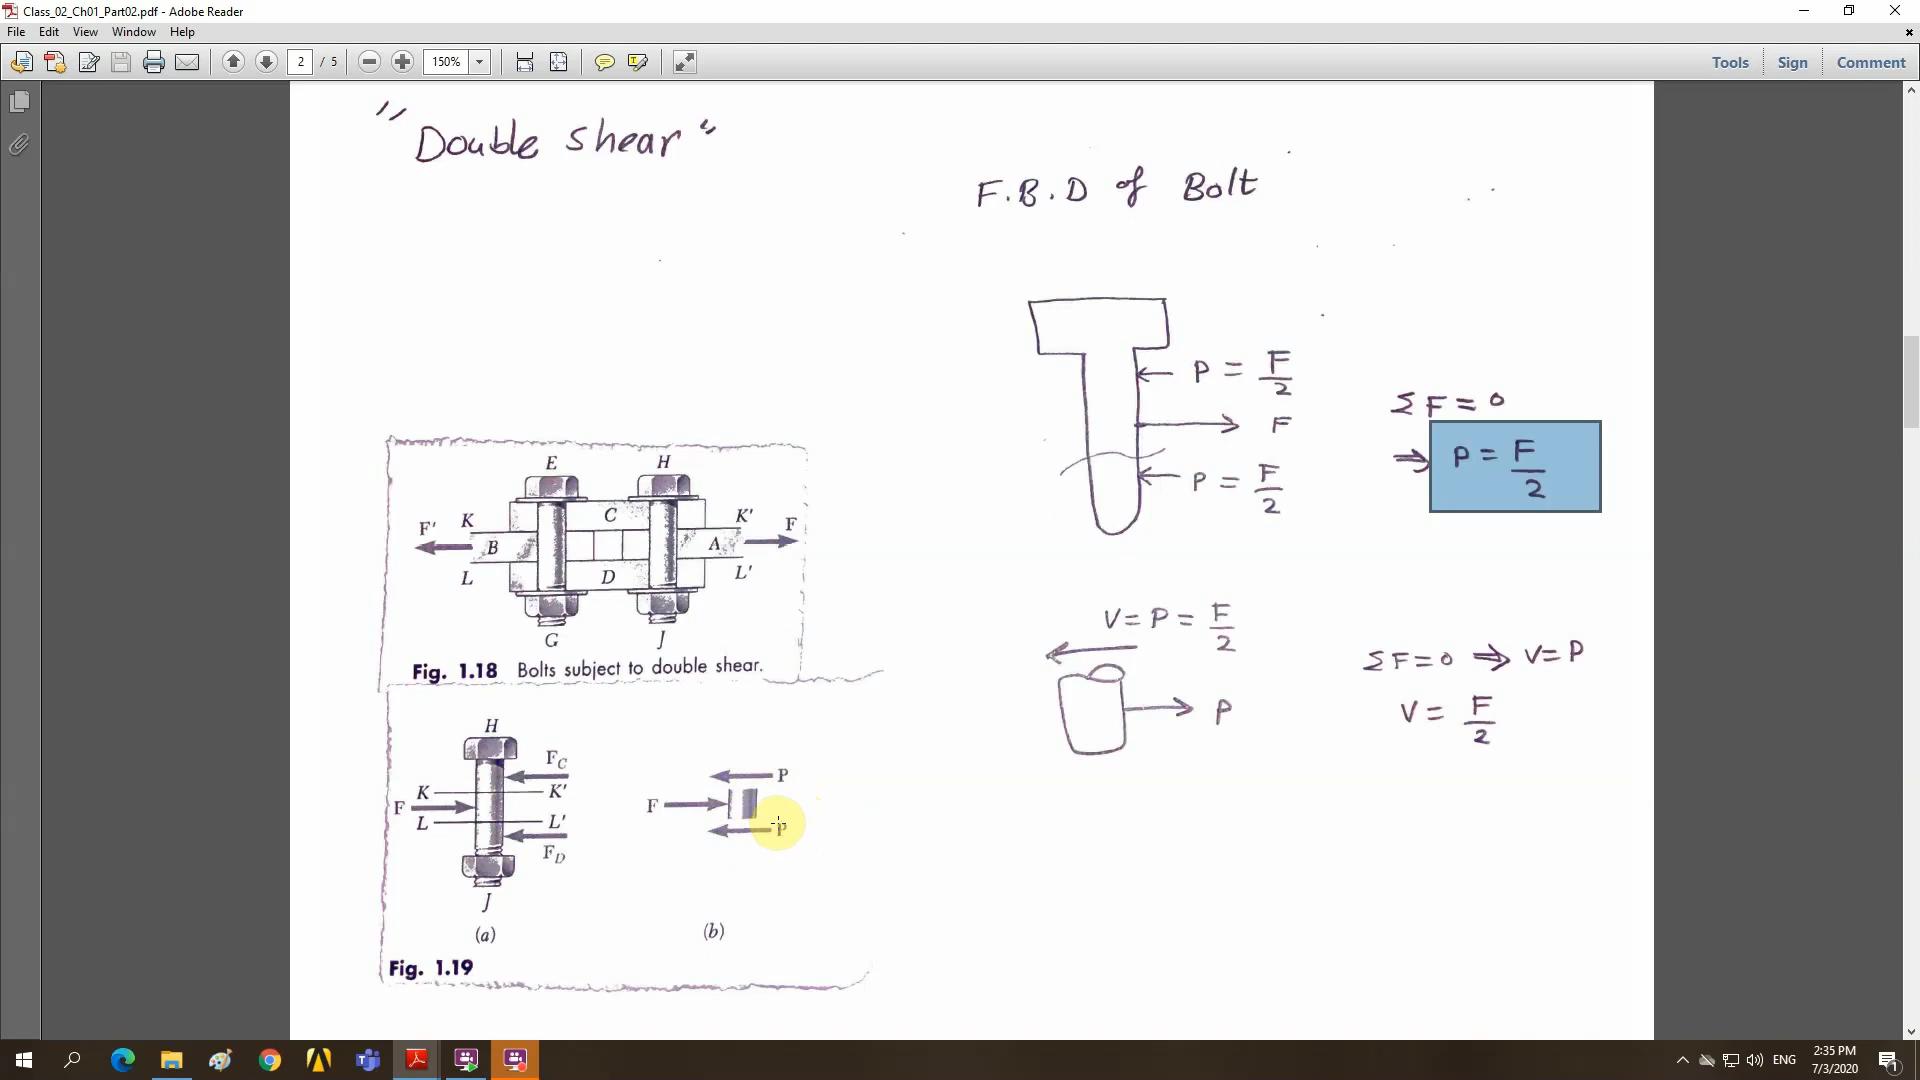 Class_02_Ch01_Part02.pdf - Adobe Reader
File Edit View Window Help
2 / 5 150% Tools Sign Comment
"Double shear"
F.B.D of Bolt
P = F/2
F
P = F/2
Σ F = 0
⇒ P = F/2
E H
C
F' K K' F
B A
L D L'
G J
Fig. 1.18 Bolts subject to double shear.
V = P = F/2
P
Σ F = 0 ⇒ V = P
V = F/2
H
F_C
K K'
F
L L'
F_D
J
(a)
P
F
P
(b)
Fig. 1.19
ENG 2:35 PM
7/3/2020
1